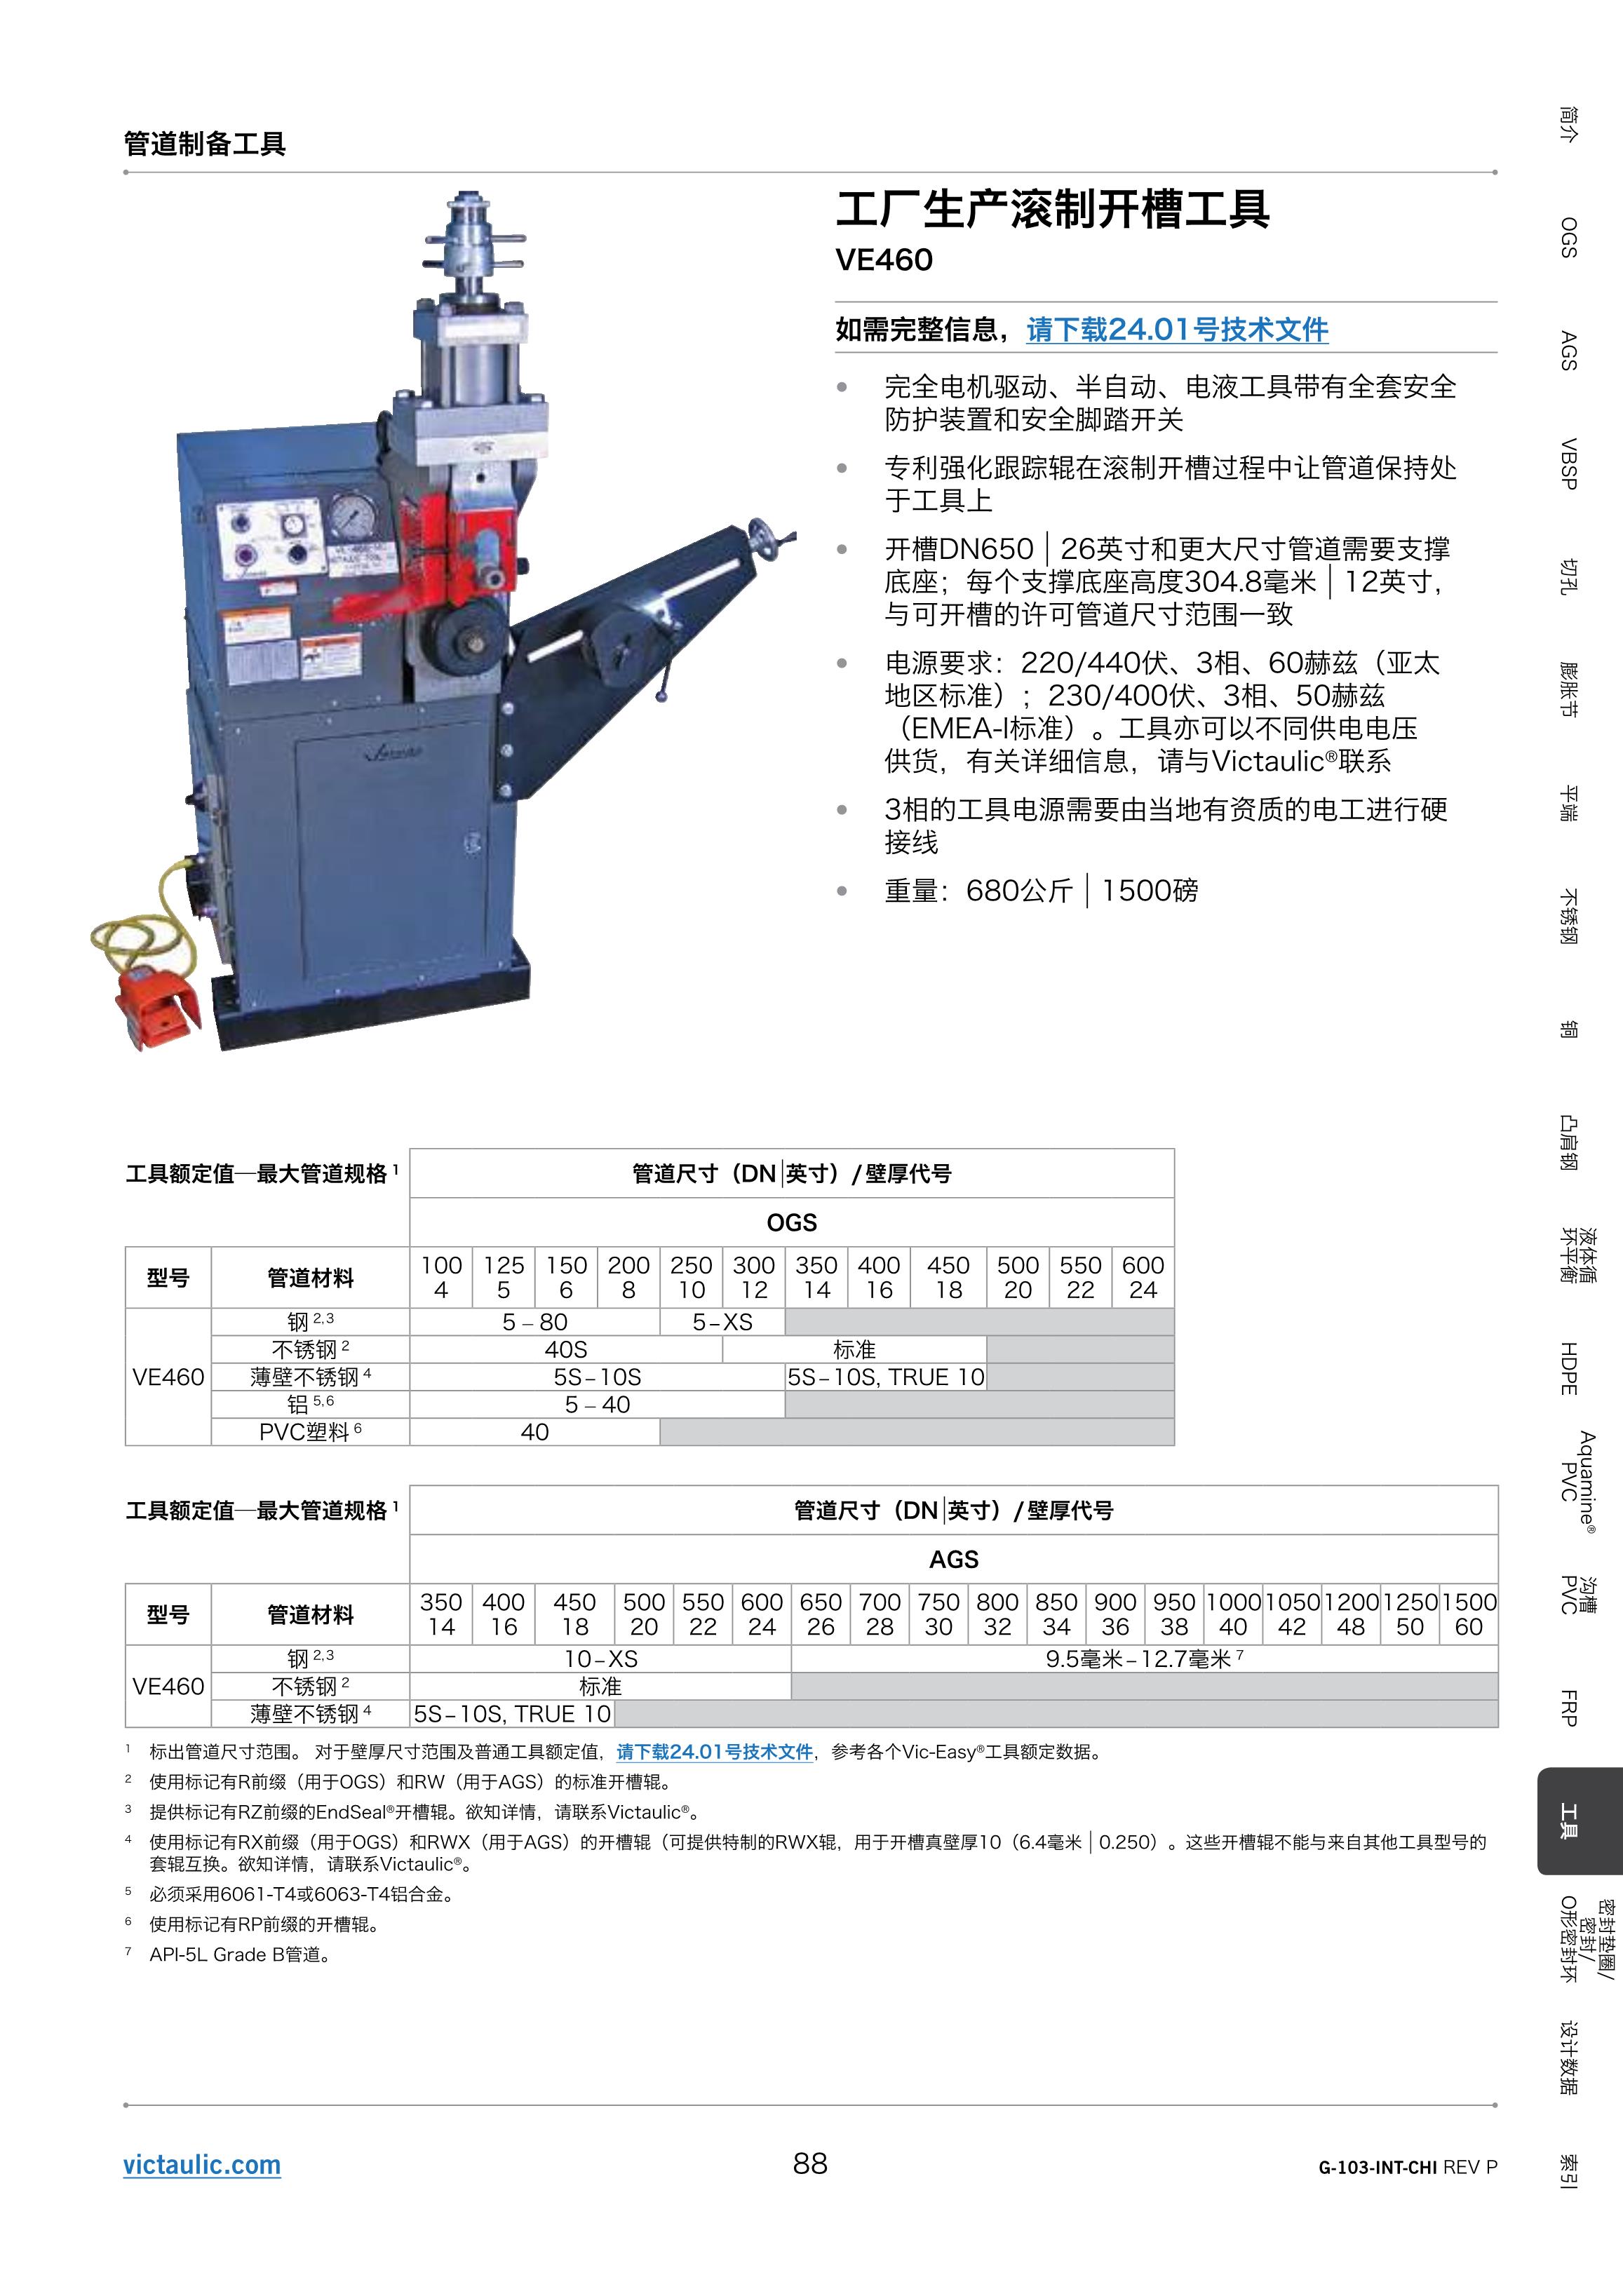 管道制备工具
工厂生产滚制开槽工具
VE460
如需完整信息，请下载24.01号技术文件
● 完全电机驱动、半自动、电液工具带有全套安全
防护装置和安全脚踏开关
● 专利强化跟踪辊在滚制开槽过程中让管道保持处
于工具上
● 开槽DN650 | 26英寸和更大尺寸管道需要支撑
底座；每个支撑底座高度304.8毫米 | 12英寸，
与可开槽的许可管道尺寸范围一致
● 电源要求：220/440伏、3相、60赫兹（亚太
地区标准）；230/400伏、3相、50赫兹
（EMEA-I标准）。工具亦可以不同供电电压
供货，有关详细信息，请与Victaulic®联系
● 3相的工具电源需要由当地有资质的电工进行硬
接线
● 重量：680公斤 | 1500磅
工具额定值—最大管道规格 1 管道尺寸（DN|英寸）/ 壁厚代号
OGS
型号 管道材料 100 125 150 200 250 300 350 400 450 500 550 600
4 5 6 8 10 12 14 16 18 20 22 24
VE460
钢 2,3 5 – 80 5–XS
不锈钢 2 40S 标准
薄壁不锈钢 4 5S–10S 5S–10S, TRUE 10
铝 5,6 5 – 40
PVC塑料 6 40
工具额定值—最大管道规格 1 管道尺寸（DN|英寸）/ 壁厚代号
AGS
型号 管道材料 350 400 450 500 550 600 650 700 750 800 850 900 950 1000 1050 1200 1250 1500
14 16 18 20 22 24 26 28 30 32 34 36 38 40 42 48 50 60
VE460
钢 2,3 10–XS 9.5毫米–12.7毫米 7
不锈钢 2 标准
薄壁不锈钢 4 5S–10S, TRUE 10
1 标出管道尺寸范围。 对于壁厚尺寸范围及普通工具额定值，请下载24.01号技术文件，参考各个Vic-Easy®工具额定数据。
2 使用标记有R前缀（用于OGS）和RW（用于AGS）的标准开槽辊。
3 提供标记有RZ前缀的EndSeal®开槽辊。欲知详情，请联系Victaulic®。
4 使用标记有RX前缀（用于OGS）和RWX（用于AGS）的开槽辊（可提供特制的RWX辊，用于开槽真壁厚10（6.4毫米 | 0.250）。这些开槽辊不能与来自其他工具型号的
套辊互换。欲知详情，请联系Victaulic®。
5 必须采用6061-T4或6063-T4铝合金。
6 使用标记有RP前缀的开槽辊。
7 API-5L Grade B管道。
victaulic.com
88
G-103-INT-CHI REV P
简介
OGS
AGS
VBSP
切孔
膨胀节
平端
不锈钢
铜
凸肩钢
液体循
环平衡
HDPE
Aquamine®
PVC
沟槽
PVC
FRP
工具
密封垫圈/
密封/
O形密封环
设计数据
索引